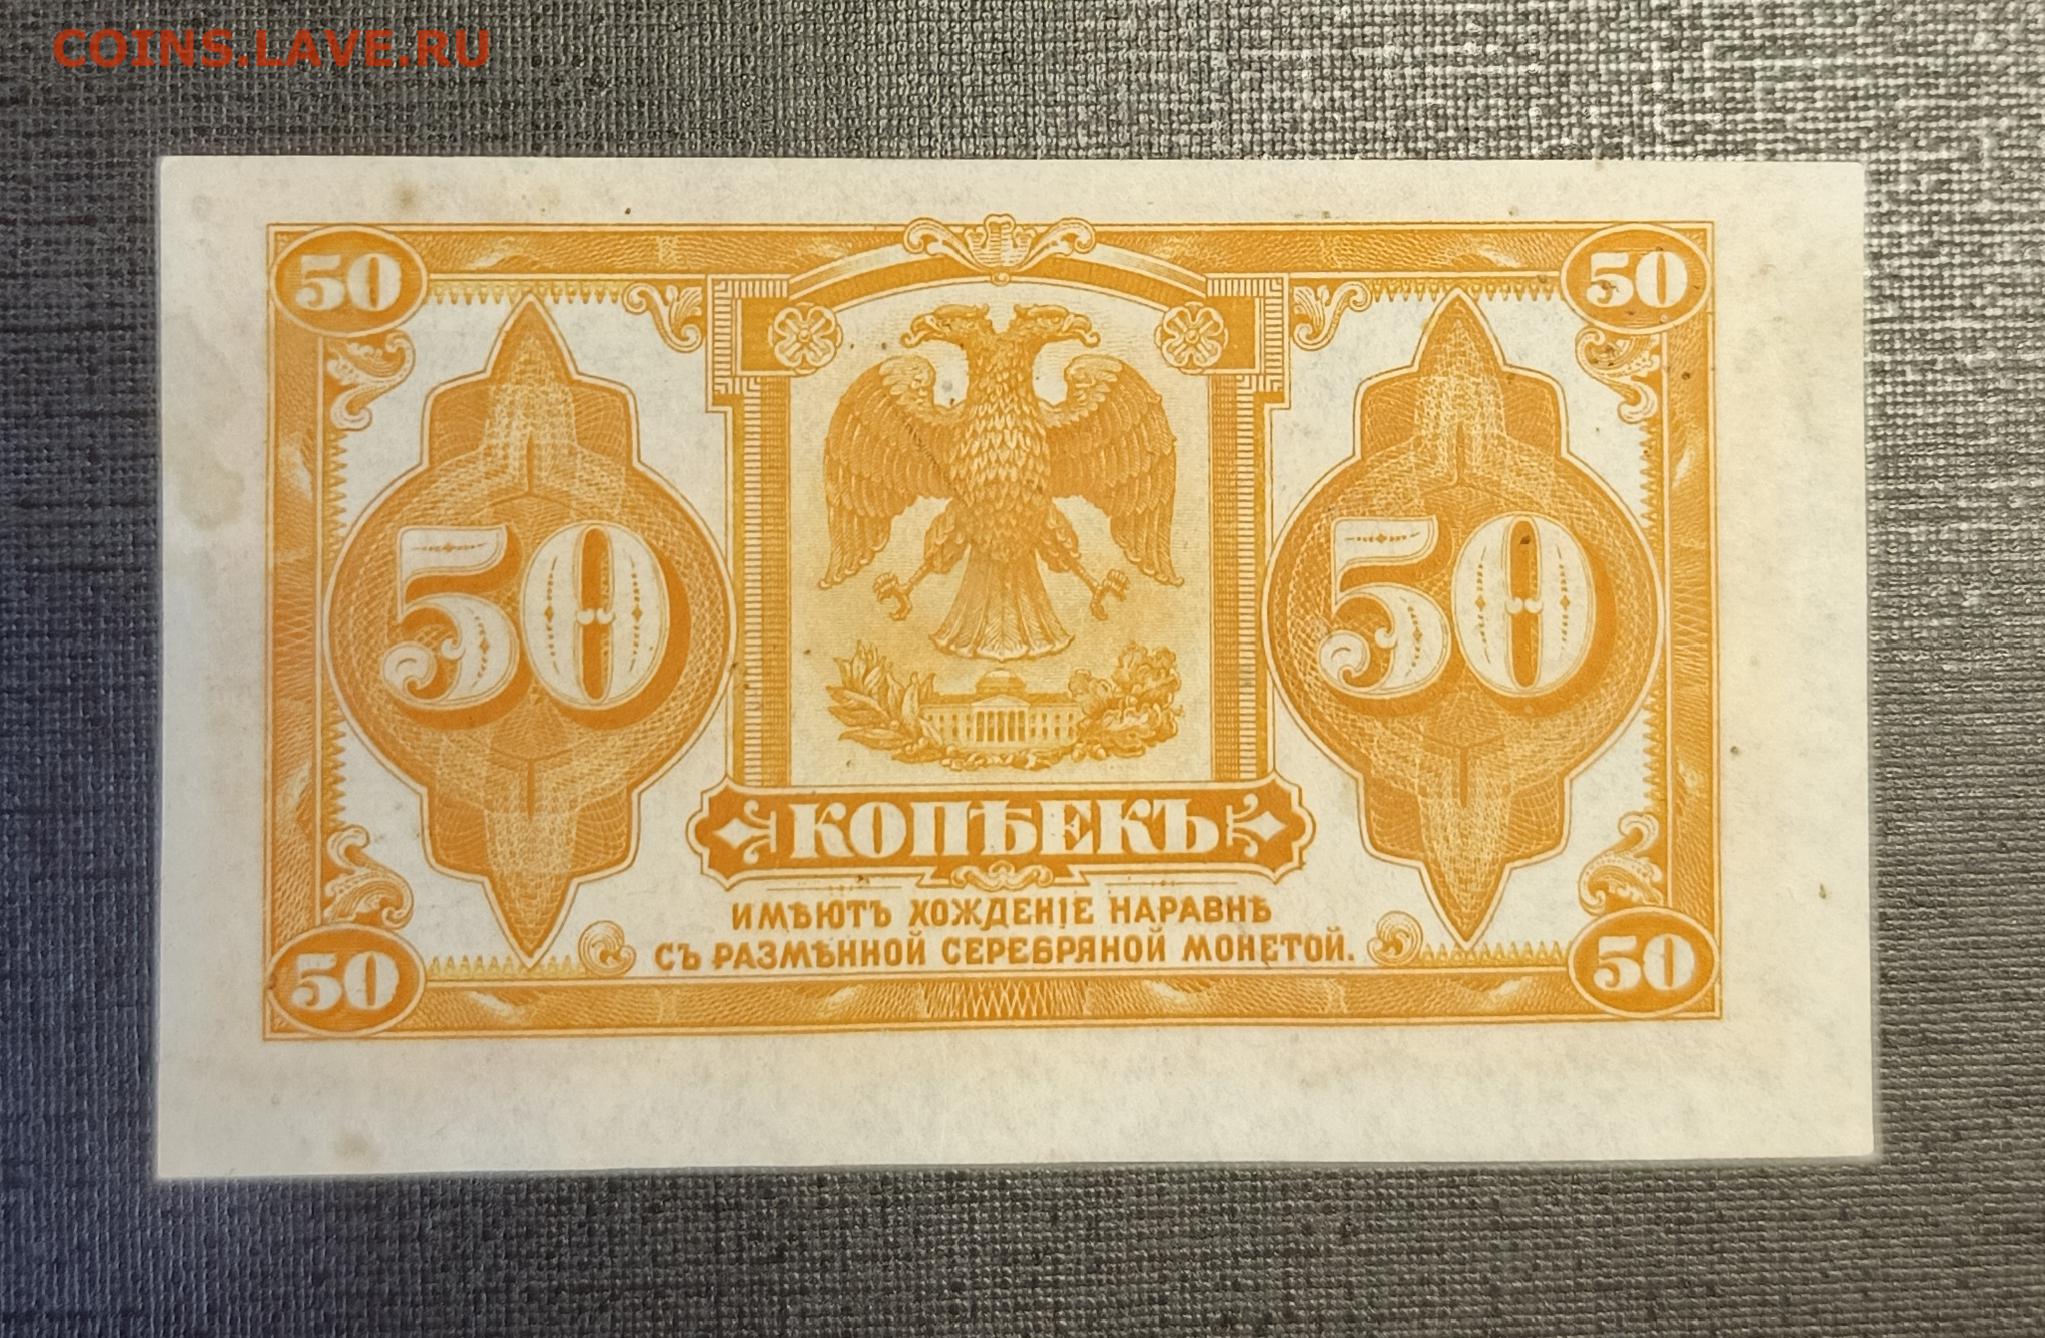 COINS.LAVE.RU
50 50
50 50
КОПѢЕКЪ
ИМѢЮТЪ ХОЖДЕНІЕ НАРАВНѢ
СЪ РАЗМѢННОЙ СЕРЕБРЯНОЙ МОНЕТОЙ.
50 50